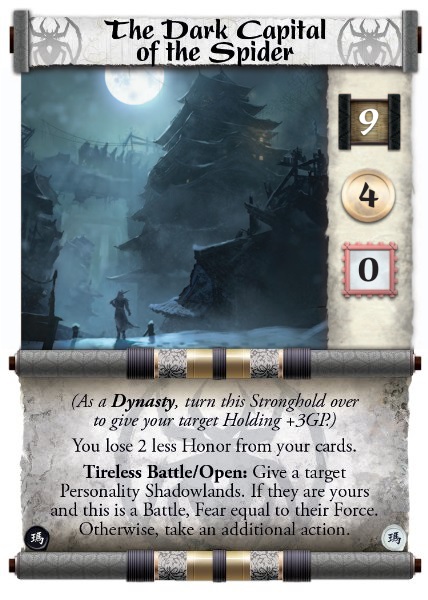 The Dark Capital
of the Spider
9
4
0
(As a Dynasty, turn this Stronghold over
to give your target Holding +3GP.)
You lose 2 less Honor from your cards.
Tireless Battle/Open: Give a target
Personality Shadowlands. If they are yours
and this is a Battle, Fear equal to their Force.
Otherwise, take an additional action.
瑪 瑪